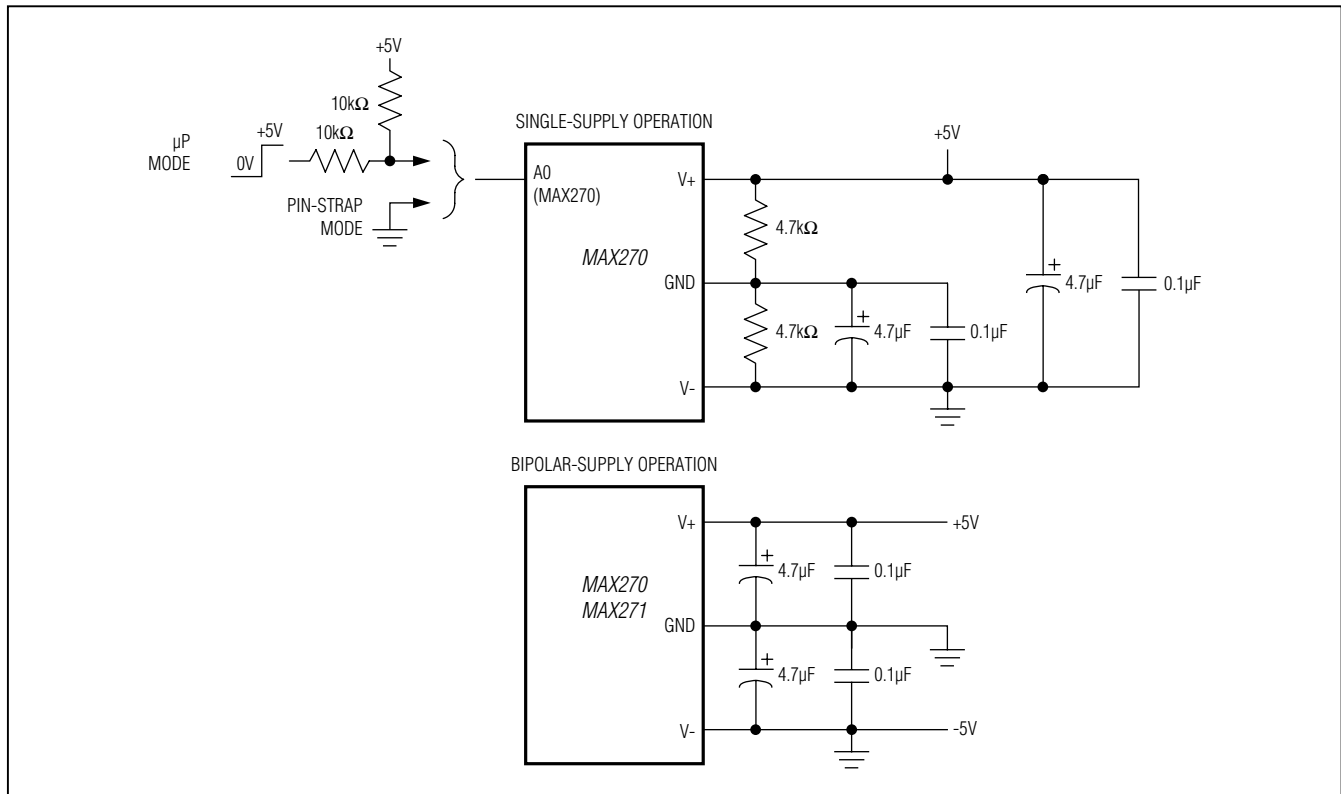 +5V
10kΩ
10kΩ
µP
MODE
0V
+5V
PIN-STRAP
MODE
SINGLE-SUPPLY OPERATION
A0
(MAX270)
MAX270
V+
GND
V-
4.7kΩ
4.7kΩ
+
4.7µF
0.1µF
+5V
+
4.7µF
0.1µF
BIPOLAR-SUPPLY OPERATION
MAX270
MAX271
V+
GND
V-
+
4.7µF
0.1µF
+
4.7µF
0.1µF
+5V
-5V